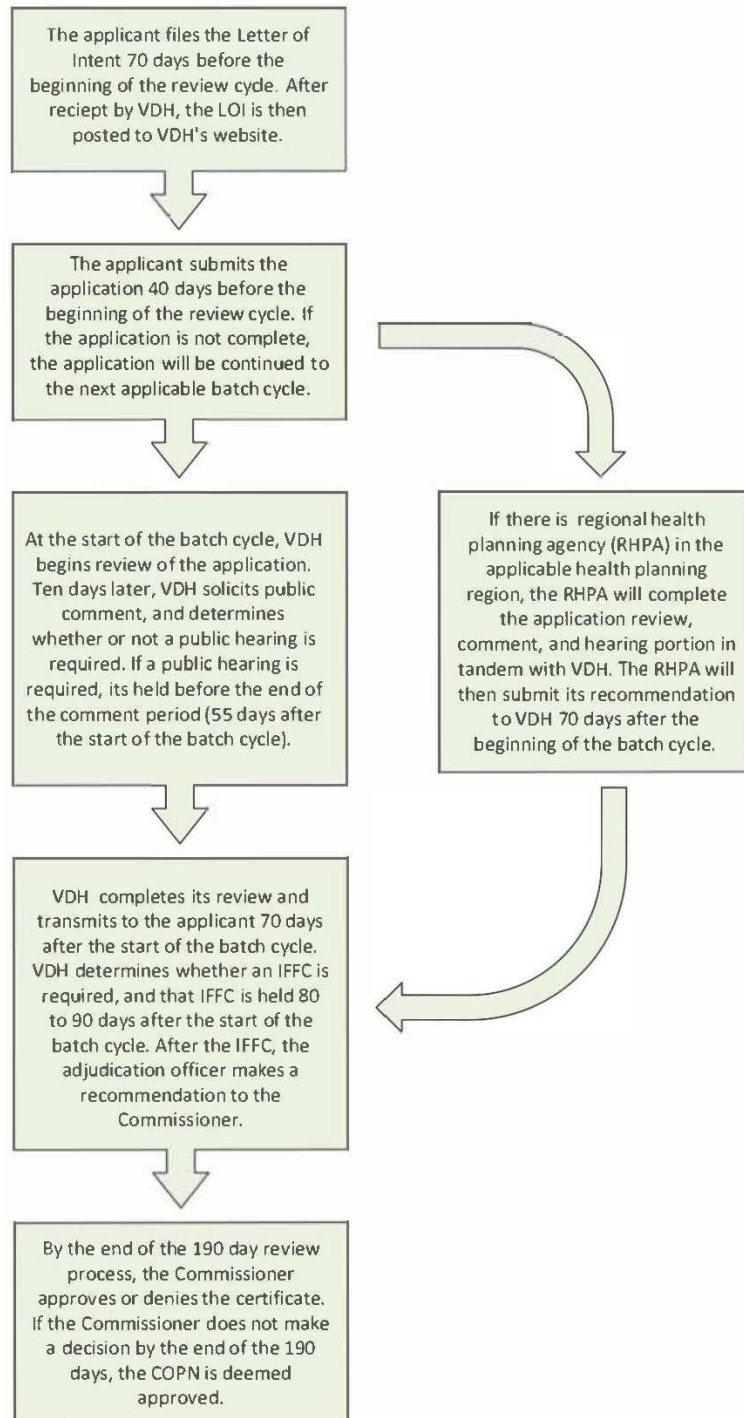 The applicant files the Letter of
Intent 70 days before the
beginning of the review cycle. After
reciept by VDH, the LOI is then
posted to VDH's website.
The applicant submits the
application 40 days before the
beginning of the review cycle. If
the application is not complete,
the application will be continued to
the next applicable batch cycle.
At the start of the batch cycle, VDH
begins review of the application.
Ten days later, VDH solicits public
comment, and determines
whether or not a public hearing is
required. If a public hearing is
required, its held before the end of
the comment period (55 days after
the start of the batch cycle).
If there is regional health
planning agency (RHPA) in the
applicable health planning
region, the RHPA will complete
the application review,
comment, and hearing portion in
tandem with VDH. The RHPA will
then submit its recommendation
to VDH 70 days after the
beginning of the batch cycle.
VDH completes its review and
transmits to the applicant 70 days
after the start of the batch cycle.
VDH determines whether an IFFC is
required, and that IFFC is held 80
to 90 days after the start of the
batch cycle. After the IFFC, the
adjudication officer makes a
recommendation to the
Commissioner.
By the end of the 190 day review
process, the Commissioner
approves or denies the certificate.
If the Commissioner does not make
a decision by the end of the 190
days, the COPN is deemed
approved.